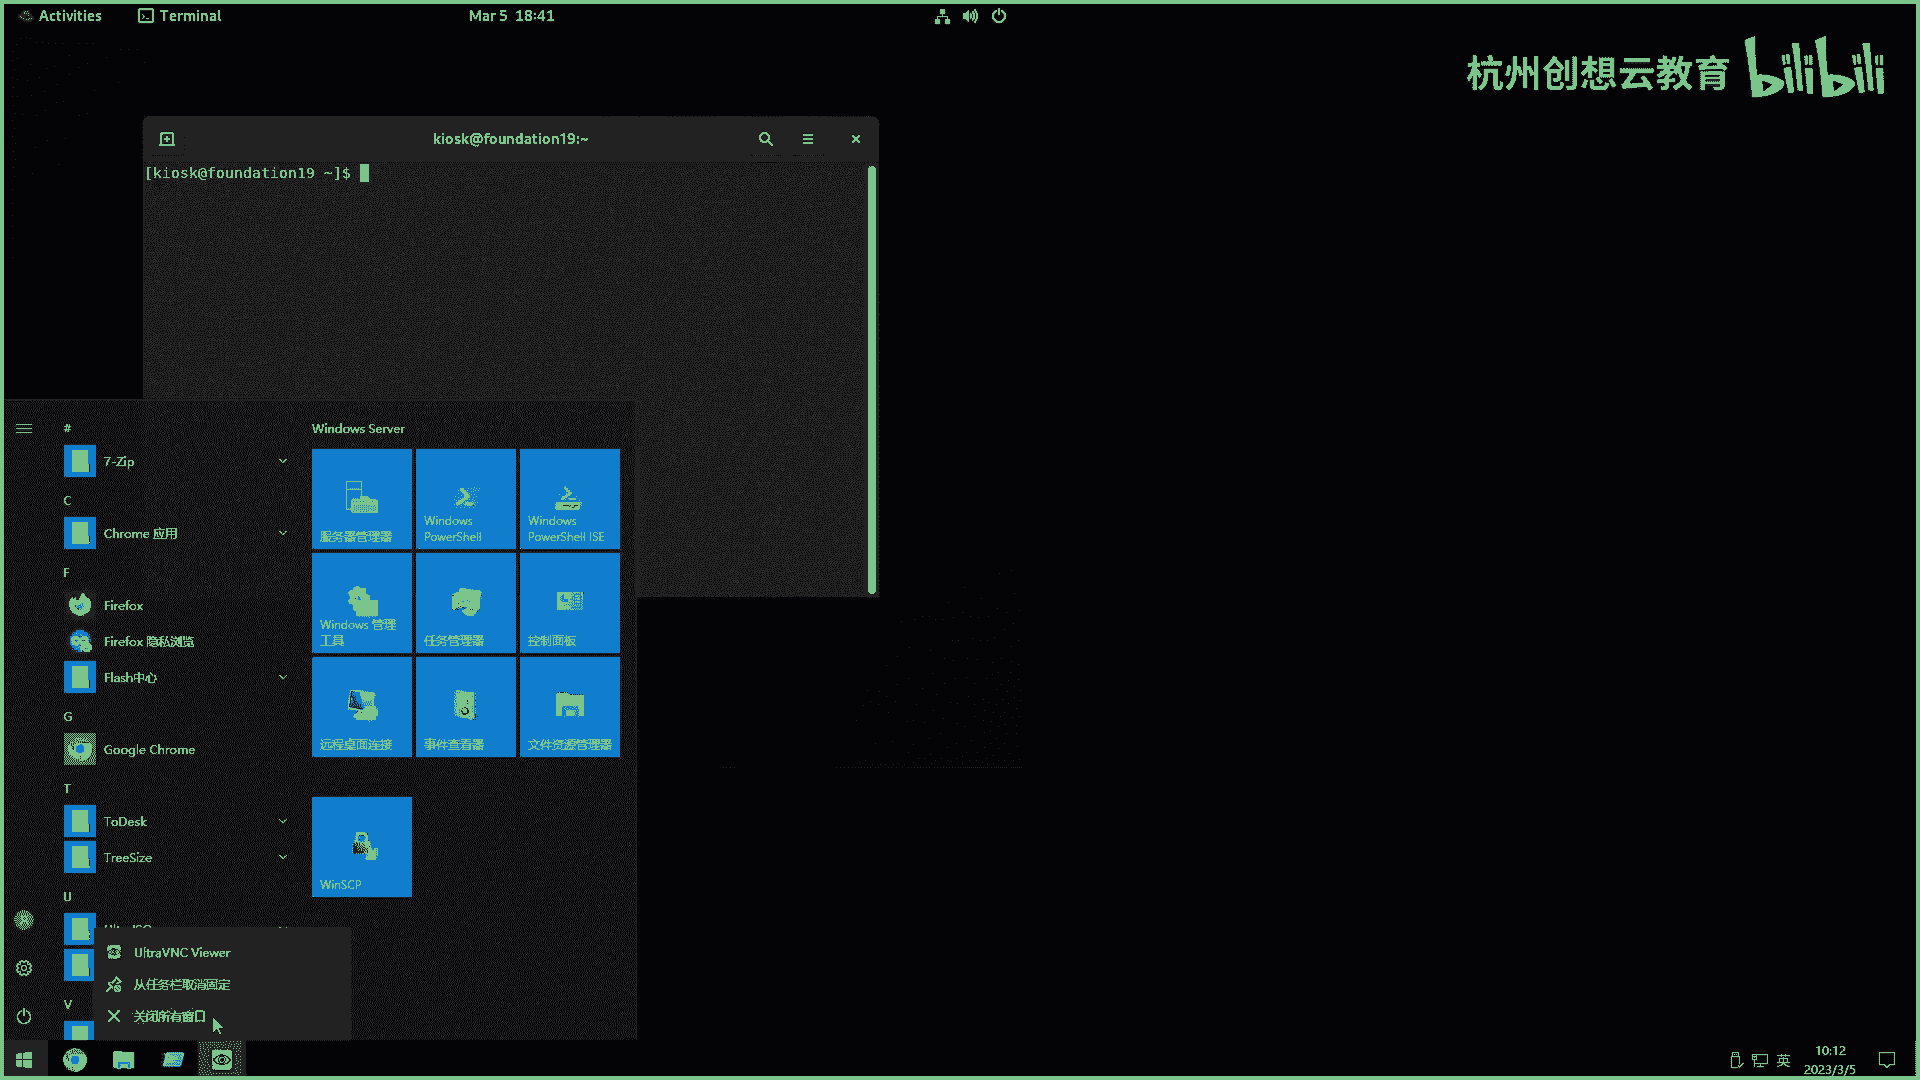 Activities
Terminal
Mar 5 18:41
杭州创想云教育 bilibili
kiosk@foundation19:~
[kiosk@foundation19 ~]$
#
7-Zip
C
Chrome 应用
F
Firefox
Firefox 隐私浏览
Flash中心
G
Google Chrome
T
ToDesk
TreeSize
U
V
Windows Server
服务器管理器
Windows PowerShell
Windows PowerShell ISE
Windows 管理工具
任务管理器
控制面板
远程桌面连接
事件查看器
文件资源管理器
WinSCP
UltraVNC Viewer
从任务栏取消固定
关闭所有窗口
英
10:12
2023/3/5